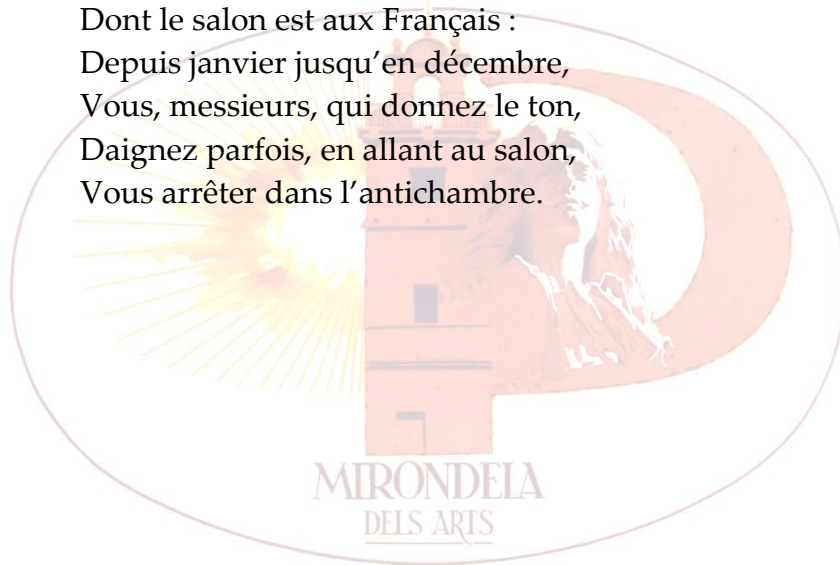 Dont le salon est aux Français :
Depuis janvier jusqu’en décembre,
Vous, messieurs, qui donnez le ton,
Daignez parfois, en allant au salon,
Vous arrêter dans l’antichambre.
MIRONDELA
DELS ARTS